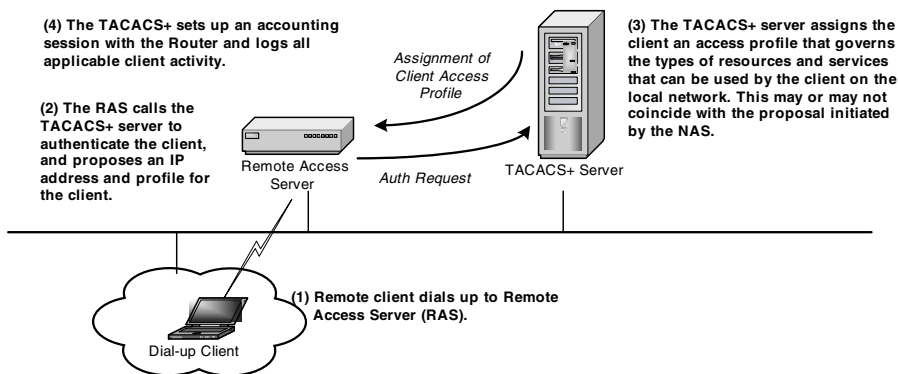 (4) The TACACS+ sets up an accounting
session with the Router and logs all
applicable client activity.
Assignment of
Client Access
Profile
(3) The TACACS+ server assigns the
client an access profile that governs
the types of resources and services
that can be used by the client on the
local network. This may or may not
coincide with the proposal initiated
by the NAS.
(2) The RAS calls the
TACACS+ server to
authenticate the client,
and proposes an IP
address and profile for
the client.
Remote Access
Server
Auth Request
TACACS+ Server
(1) Remote client dials up to Remote
Access Server (RAS).
Dial-up Client